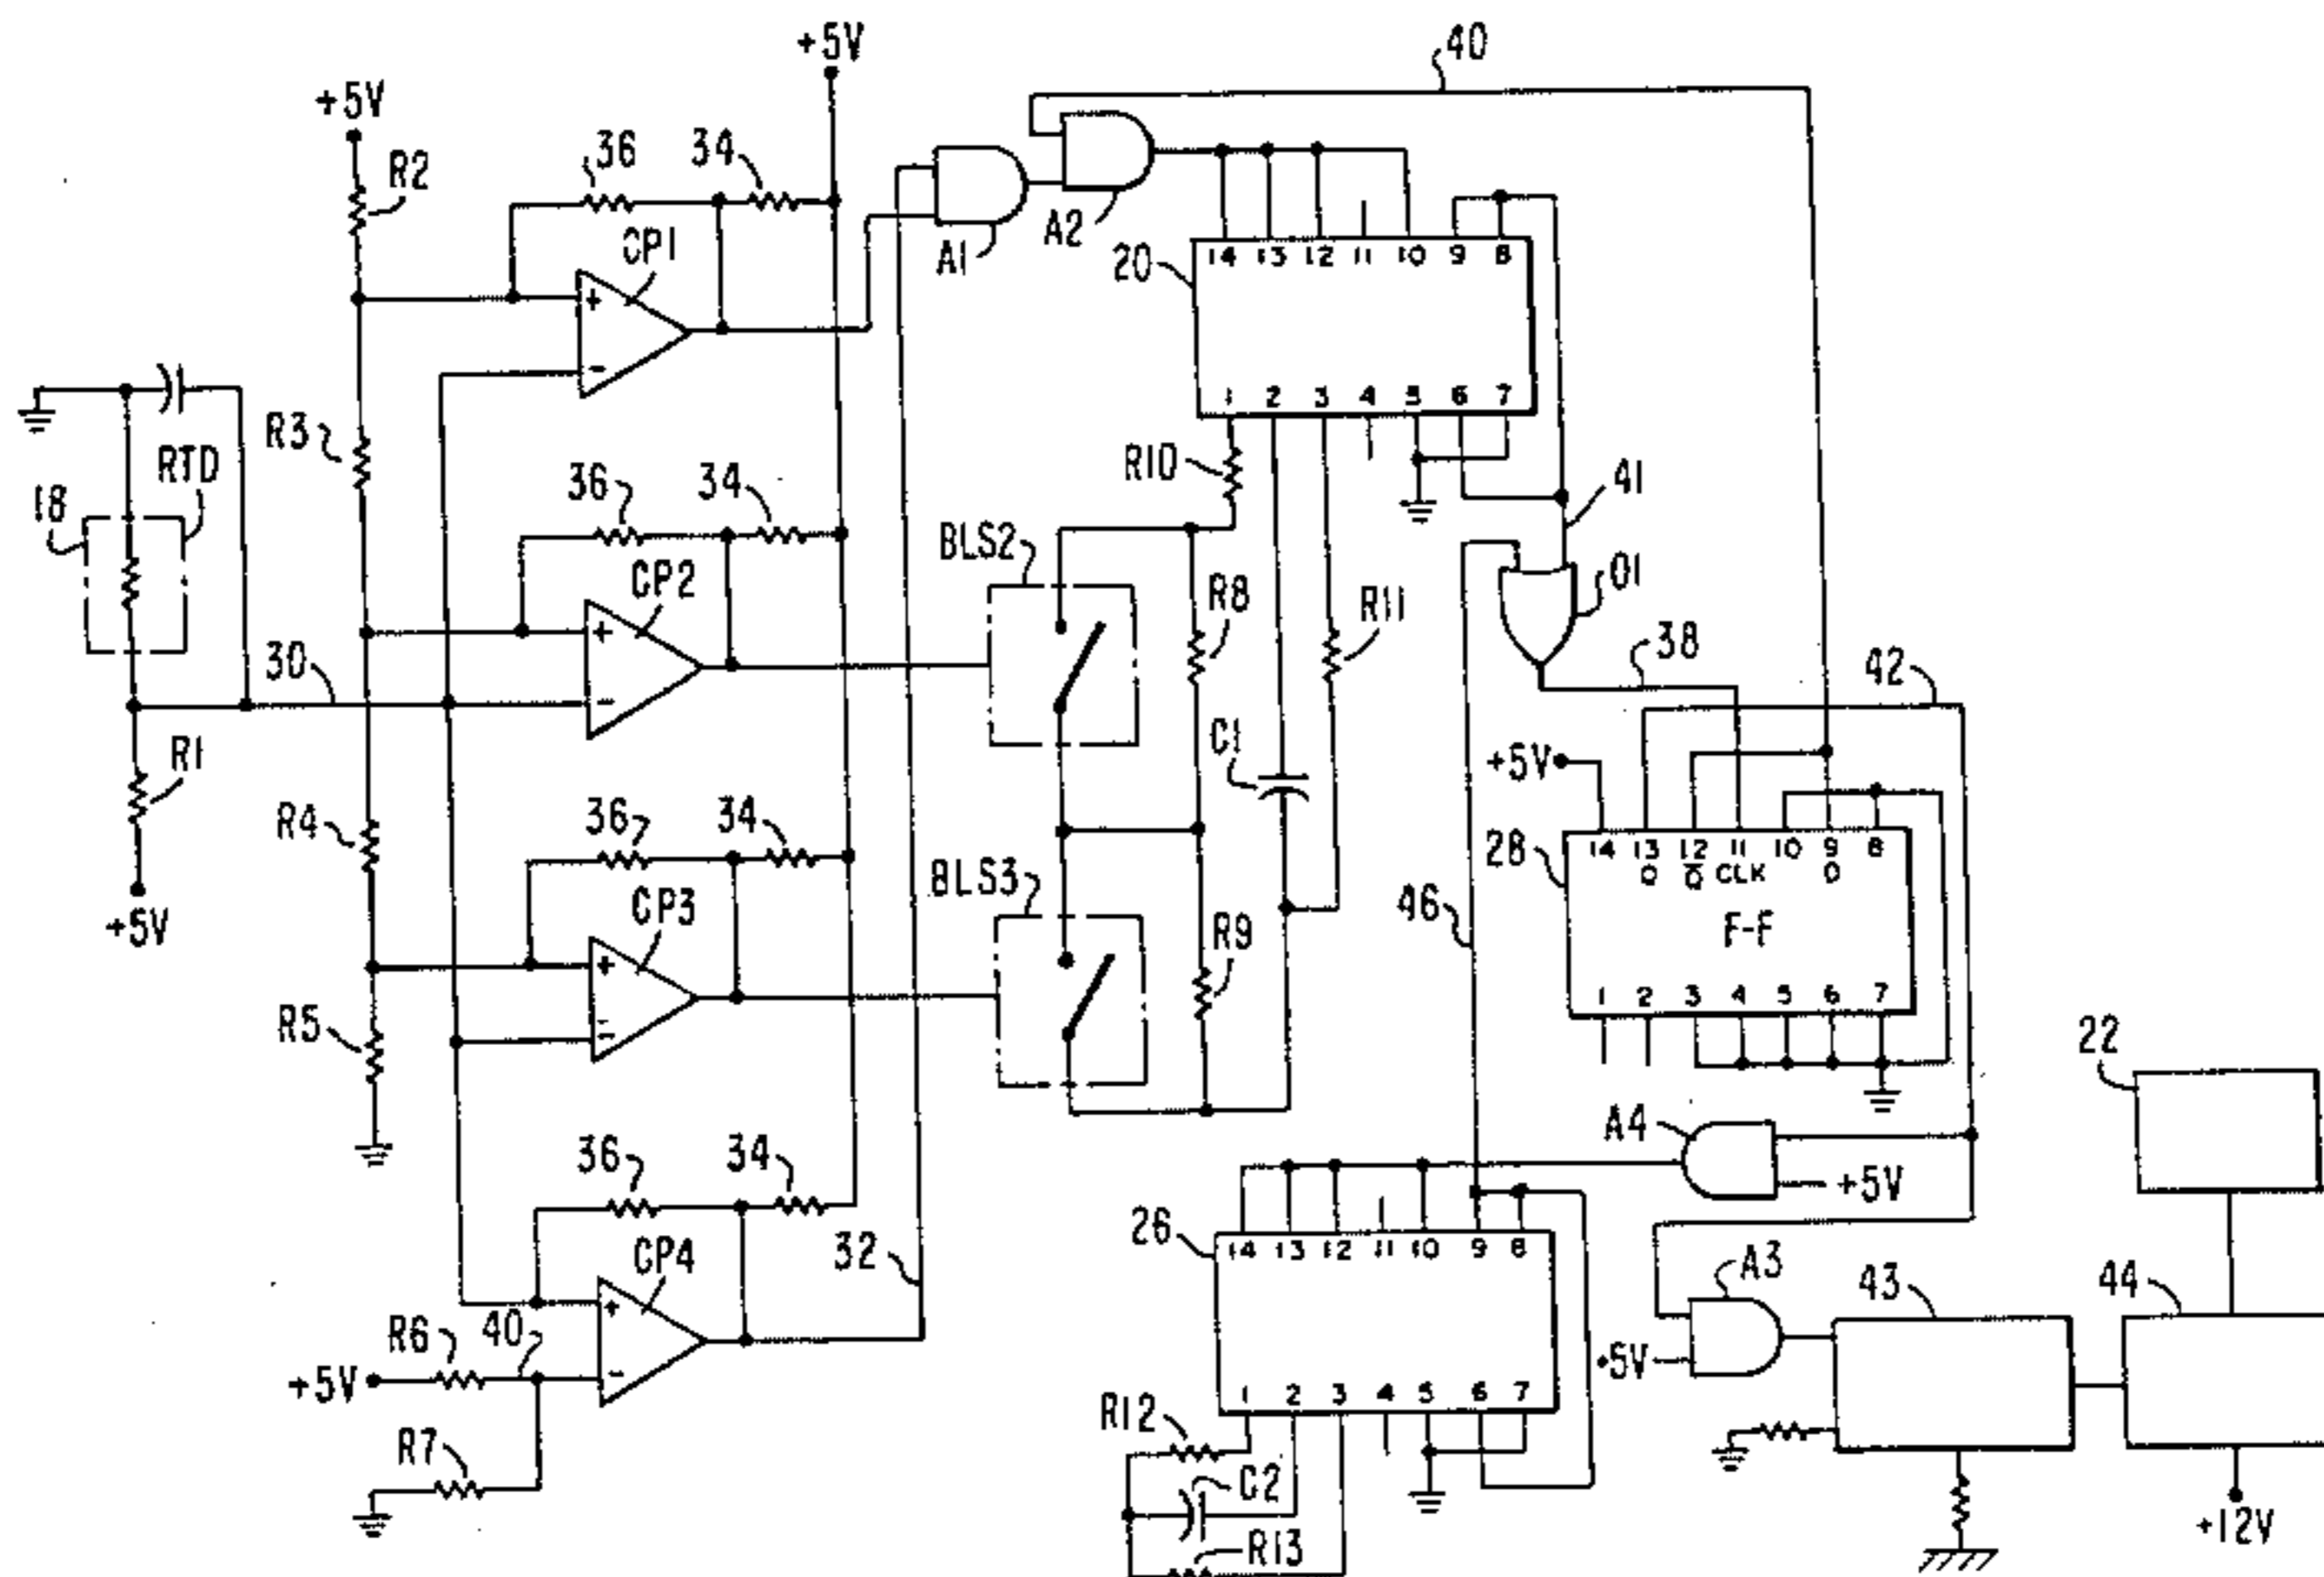 +5V
40
+5V
36
34
R2
CP1
A1
A2
20
14 13 12 11 10 9 8
1 2 3 4 5 6 7
R3
RTD
18
36
34
R10
41
BLS2
CP2
R8
R11
O1
30
38
42
R1
C1
+5V
R4
36
34
28
14 13 12 11 10 9 8
Q Q CLK D
F-F
1 2 3 4 5 6 7
+5V
CP3
BLS3
46
R9
R5
22
A4
36
34
+5V
32
26
14 13 12 11 10 9 8
CP4
A3
43
44
R6
40
+5V
+5V
1 2 3 4 5 6 7
R12
R7
C2
R13
+12V